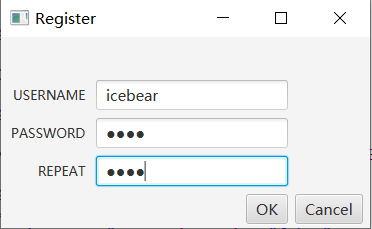 Register
USERNAME icebear
PASSWORD ●●●●
REPEAT ●●●●
OK Cancel